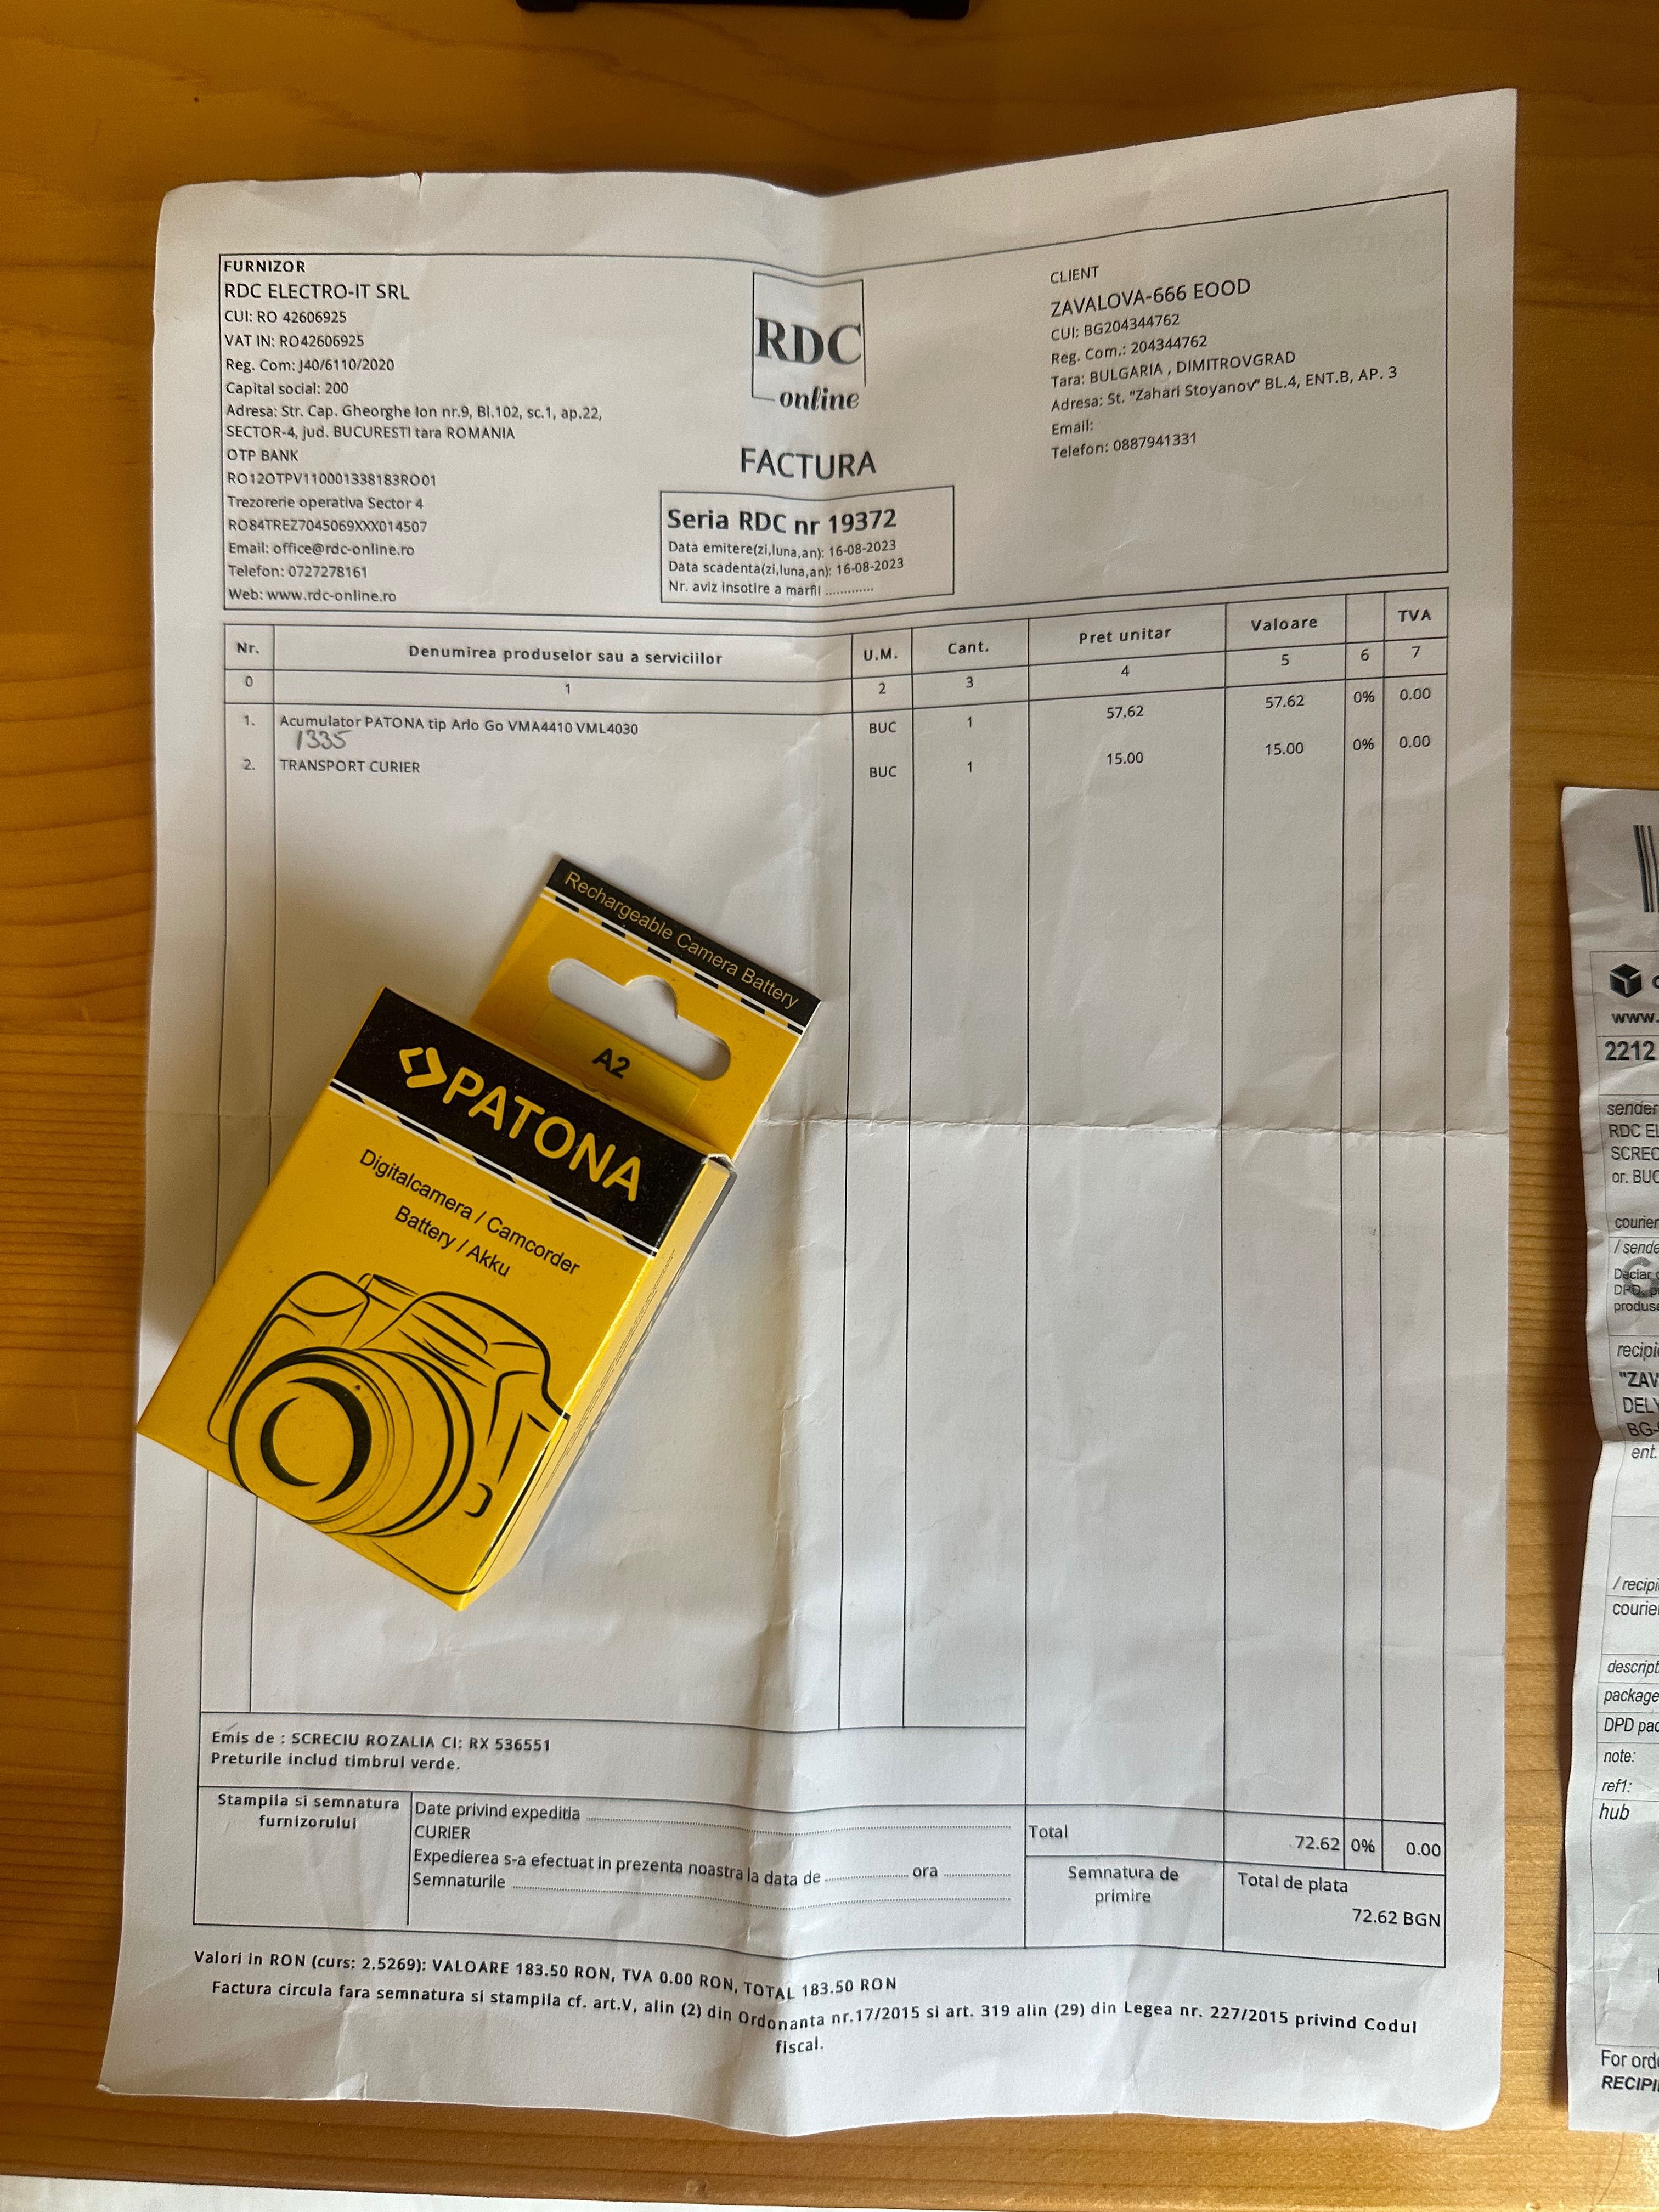 FURNIZOR
RDC ELECTRO-IT SRL
CUI: RO 42606925
VAT IN: RO42606925
Reg. Com: J40/6110/2020
Capital social: 200
Adresa: Str. Cap. Gheorghe Ion nr.9, Bl.102, sc.1, ap.22,
SECTOR-4, jud. BUCURESTI tara ROMANIA
OTP BANK
RO12OTPV110001338183RO01
Trezorerie operativa Sector 4
RO84TREZ7045069XXX014507
Email: office@rdc-online.ro
Telefon: 0727278161
Web: www.rdc-online.ro
RDC
online
FACTURA
Seria RDC nr 19372
Data emitere(zi,luna,an): 16-08-2023
Data scadenta(zi,luna,an): 16-08-2023
Nr. aviz insotire a marfii .............
CLIENT
ZAVALOVA-666 EOOD
CUI: BG204344762
Reg. Com.: 204344762
Tara: BULGARIA , DIMITROVGRAD
Adresa: St. "Zahari Stoyanov" BL.4, ENT.B, AP. 3
Email:
Telefon: 0887941331
Nr. Denumirea produselor sau a serviciilor U.M. Cant. Pret unitar Valoare TVA
0 1 2 3 4 5 6 7
1. Acumulator PATONA tip Arlo Go VMA4410 VML4030 BUC 1 57.62 57.62 0% 0.00
1335
2. TRANSPORT CURIER BUC 1 15.00 15.00 0% 0.00
Rechargeable Camera Battery
A2
PATONA
Digitalcamera / Camcorder
Battery / Akku
Emis de : SCRECIU ROZALIA CI: RX 536551
Preturile includ timbrul verde.
Stampila si semnatura
furnizorului
Date privind expeditia
CURIER
Expedierea s-a efectuat in prezenta noastra la data de ora
Semnaturile
Total 72.62 0% 0.00
Semnatura de
primire
Total de plata
72.62 BGN
Valori in RON (curs: 2.5269): VALOARE 183.50 RON, TVA 0.00 RON, TOTAL 183.50 RON
Factura circula fara semnatura si stampila cf. art.V, alin (2) din Ordonanta nr.17/2015 si art. 319 alin (29) din Legea nr. 227/2015 privind Codul
fiscal.
www.
2212
sender
RDC
or.
/
"ZAV
DELY
BG-
ent.
DPD
note:
ref1:
hub
For